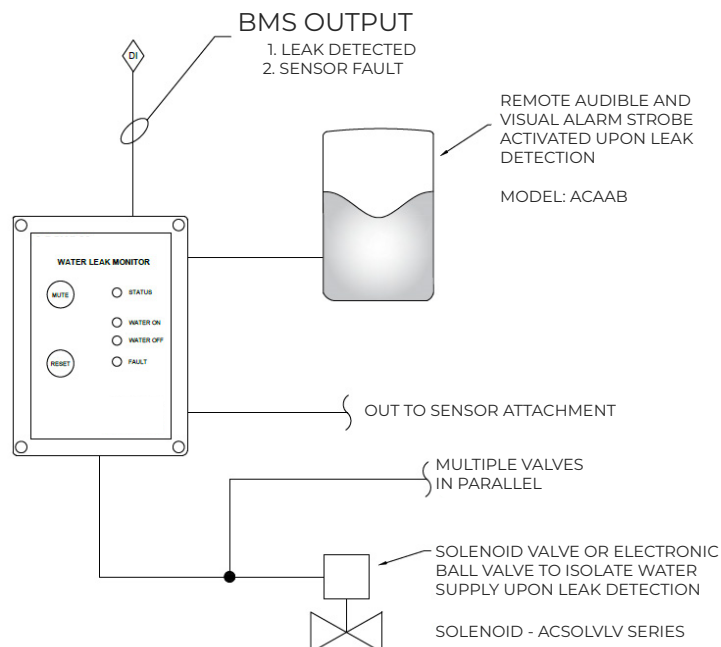 BMS OUTPUT
1. LEAK DETECTED
2. SENSOR FAULT
DI
REMOTE AUDIBLE AND
VISUAL ALARM STROBE
ACTIVATED UPON LEAK
DETECTION
MODEL: ACAAB
WATER LEAK MONITOR
MUTE
STATUS
WATER ON
WATER OFF
RESET
FAULT
OUT TO SENSOR ATTACHMENT
MULTIPLE VALVES
IN PARALLEL
SOLENOID VALVE OR ELECTRONIC
BALL VALVE TO ISOLATE WATER
SUPPLY UPON LEAK DETECTION
SOLENOID - ACSOLVLV SERIES